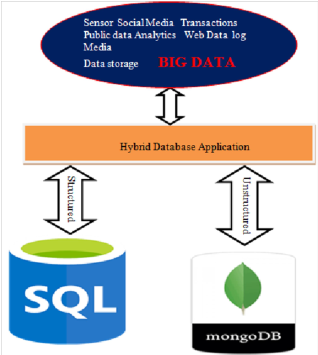 Sensor Social Media Transactions
Public data Analytics Web Data log
Media
Data storage BIG DATA
Hybrid Database Application
Structured
Unstructured
SQL
mongoDB